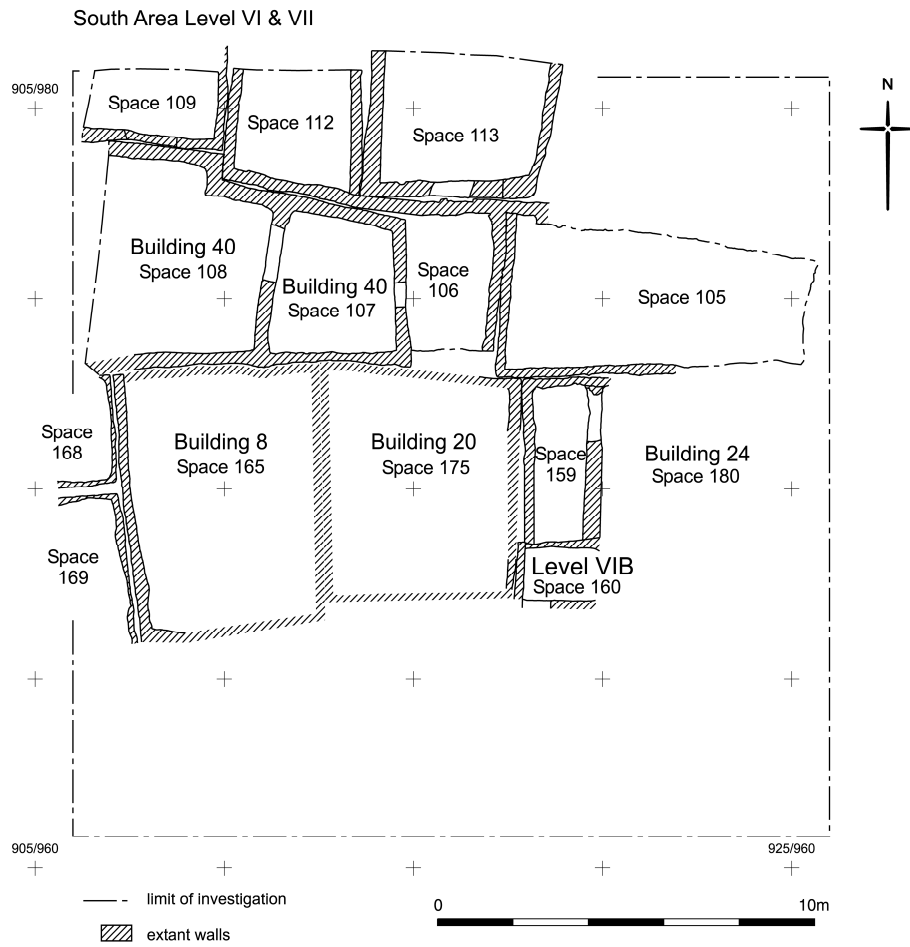 South Area Level VI & VII
N
905/980
Space 109
Space 112
Space 113
Building 40
Space 108
Building 40
Space 107
Space
106
Space 105
Space
168
Building 8
Space 165
Building 20
Space 175
Space
159
Building 24
Space 180
Space
169
Level VIB
Space 160
905/960
925/960
limit of investigation
extant walls
0
10m